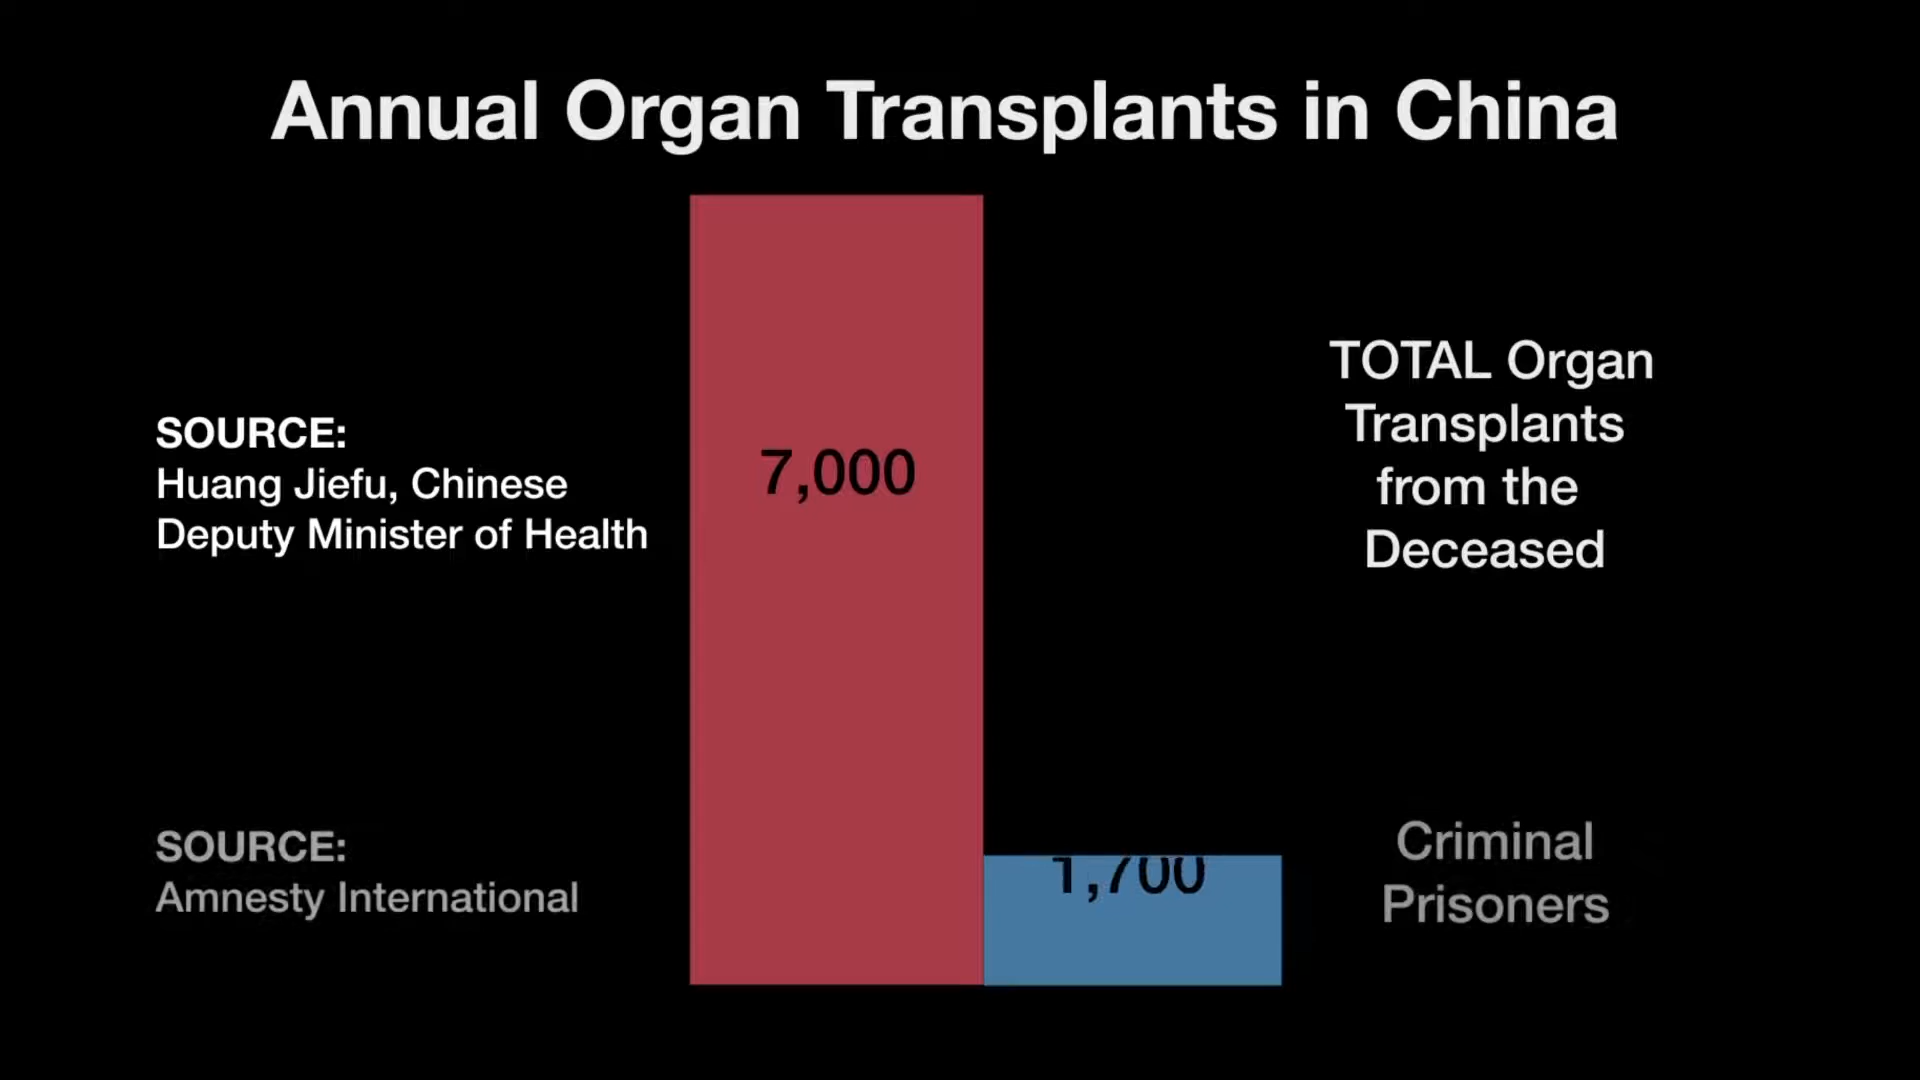 Annual Organ Transplants in China
SOURCE:
Huang Jiefu, Chinese
Deputy Minister of Health
7,000
TOTAL Organ
Transplants
from the
Deceased
SOURCE:
Amnesty International
1,700
Criminal
Prisoners